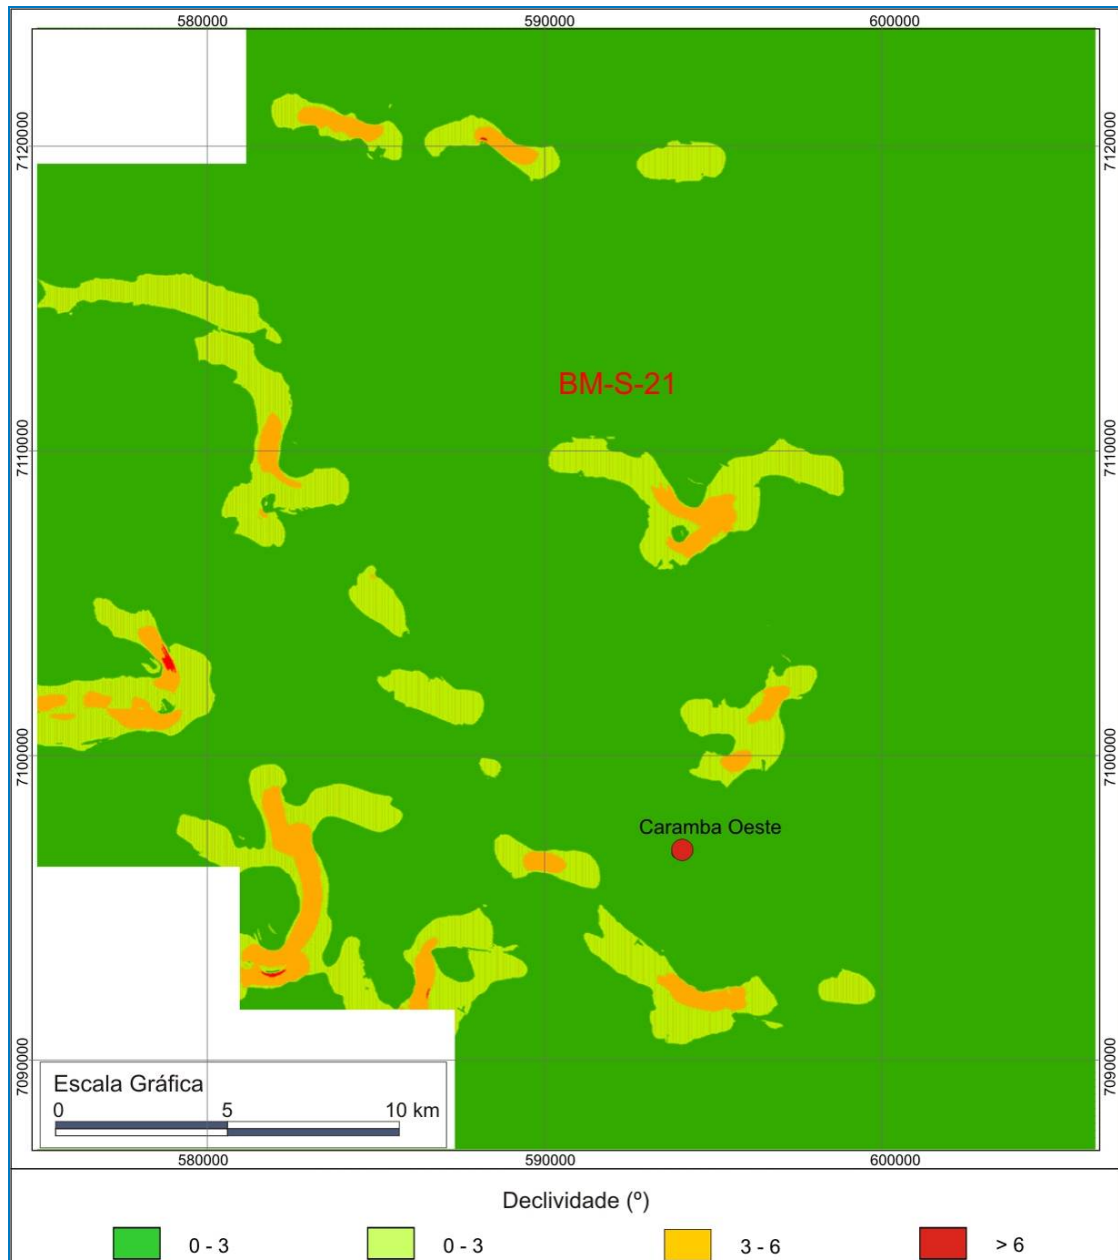 580000 590000 600000
7120000 7120000
BM-S-21
7110000 7110000
7100000 7100000
Caramba Oeste
7090000 7090000
Escala Gráfica
0 5 10 km
580000 590000 600000
Declividade (º)
0 - 3 0 - 3 3 - 6 > 6